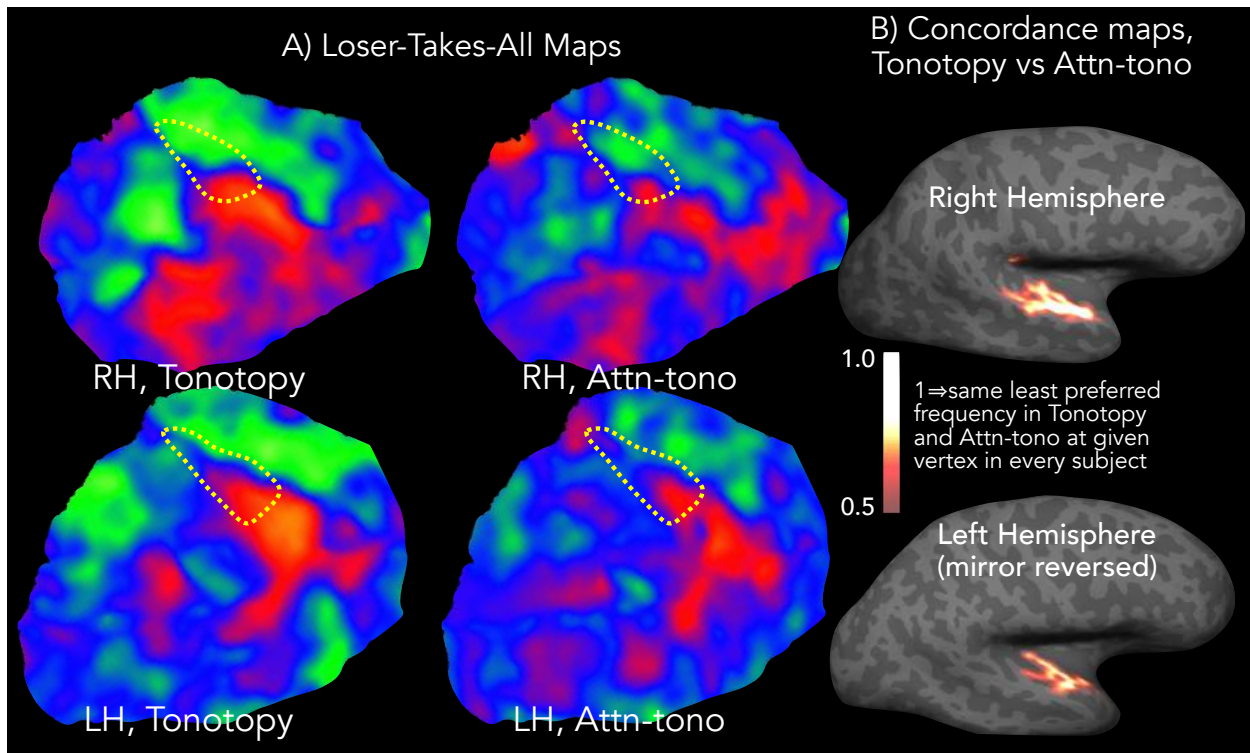 A) Loser-Takes-All Maps
B) Concordance maps,
Tonotopy vs Attn-tono
RH, Tonotopy
RH, Attn-tono
LH, Tonotopy
LH, Attn-tono
Right Hemisphere
1.0
0.5
1⇒same least preferred
frequency in Tonotopy
and Attn-tono at given
vertex in every subject
Left Hemisphere
(mirror reversed)